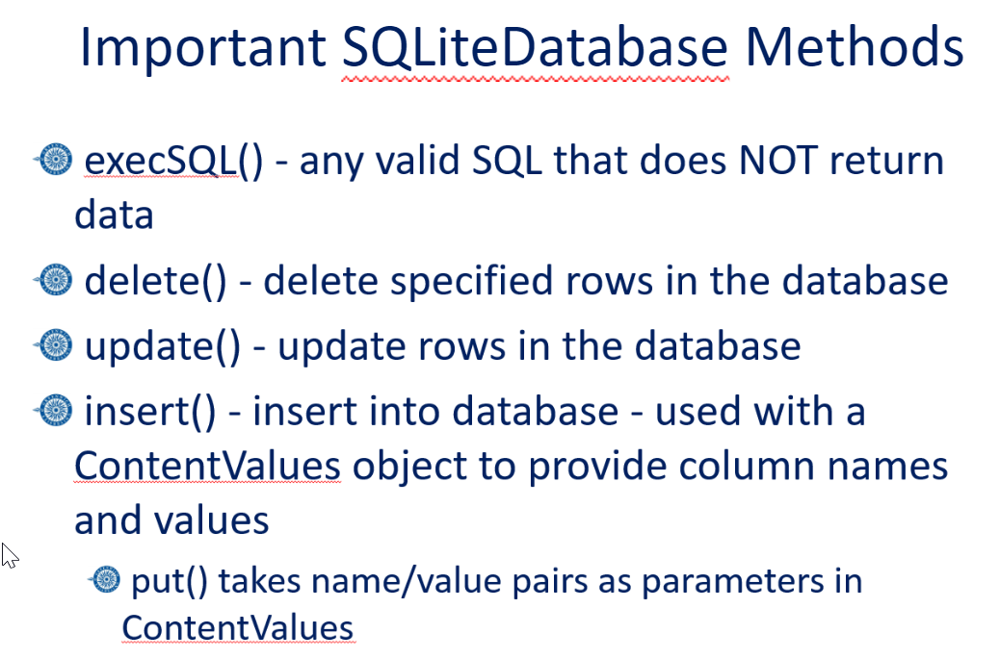 Important SQLiteDatabase Methods
execSQL() - any valid SQL that does NOT return
data
delete() - delete specified rows in the database
update() - update rows in the database
insert() - insert into database - used with a
ContentValues object to provide column names
and values
put() takes name/value pairs as parameters in
ContentValues